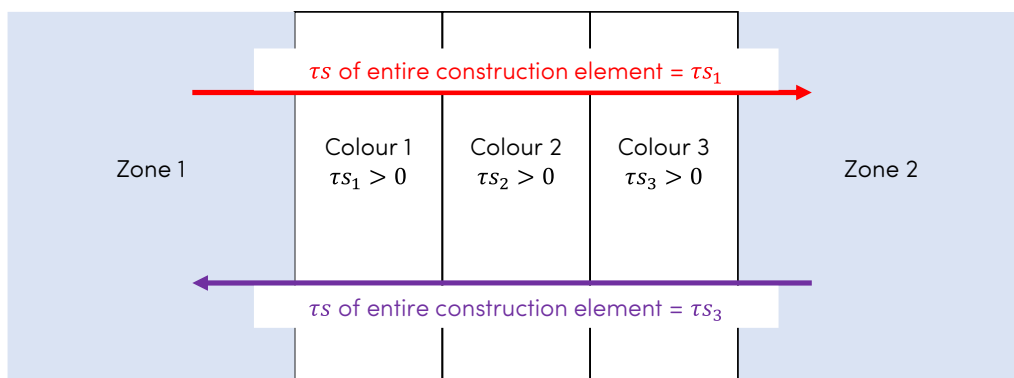 τs of entire construction element = τs₁
Zone 1
Colour 1
τs₁ > 0
Colour 2
τs₂ > 0
Colour 3
τs₃ > 0
Zone 2
τs of entire construction element = τs₃